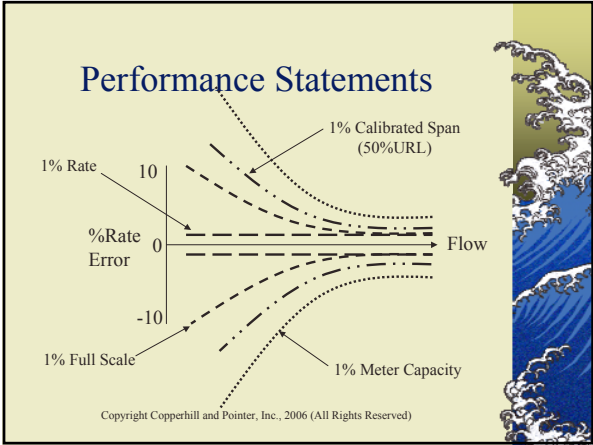 Performance Statements
1% Calibrated Span
(50%URL)
1% Rate
10
%Rate
Error
0
Flow
-10
1% Full Scale
1% Meter Capacity
Copyright Copperhill and Pointer, Inc., 2006 (All Rights Reserved)